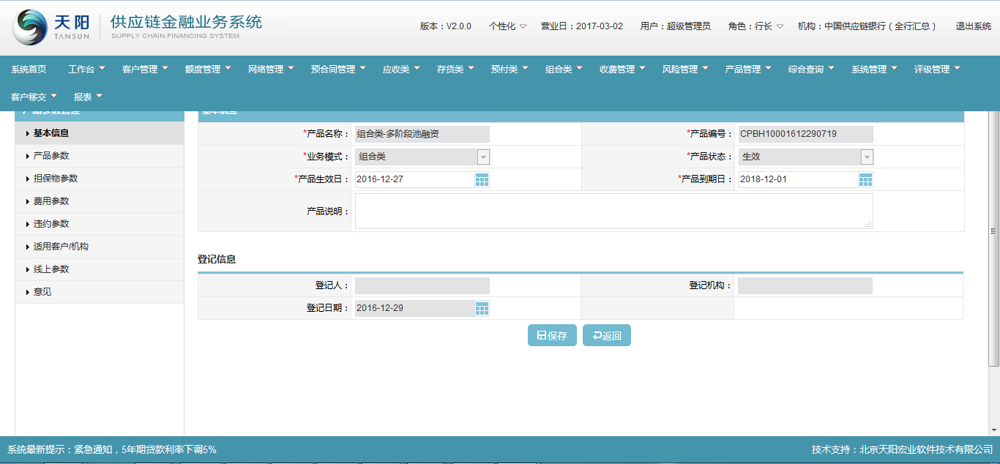 天阳 TANSUN 供应链金融业务系统
SUPPLY CHAIN FINANCING SYSTEM
版本：V2.0.0 个性化 营业日：2017-03-02 用户：超级管理员 角色：行长 机构：中国供应链银行（全行汇总） 退出系统
系统首页 工作台 客户管理 额度管理 网络管理 预合同管理 应收类 存货类 预付类 组合类 收费管理 风险管理 产品管理 综合查询 系统管理 评级管理
客户移交 报表
产品参数管理 基本信息
基本信息
产品参数
担保物参数
费用参数
违约参数
适用客户/机构
线上参数
意见
*产品名称： 组合类-多阶段池融资 *产品编号： CPBH10001612290719
*业务模式： 组合类 *产品状态： 生效
*产品生效日： 2016-12-27 *产品到期日： 2018-12-01
产品说明：
登记信息
登记人： 登记机构：
登记日期： 2016-12-29
保存 返回
系统最新提示：紧急通知，5年期贷款利率下调5% 技术支持：北京天阳宏业软件技术有限公司